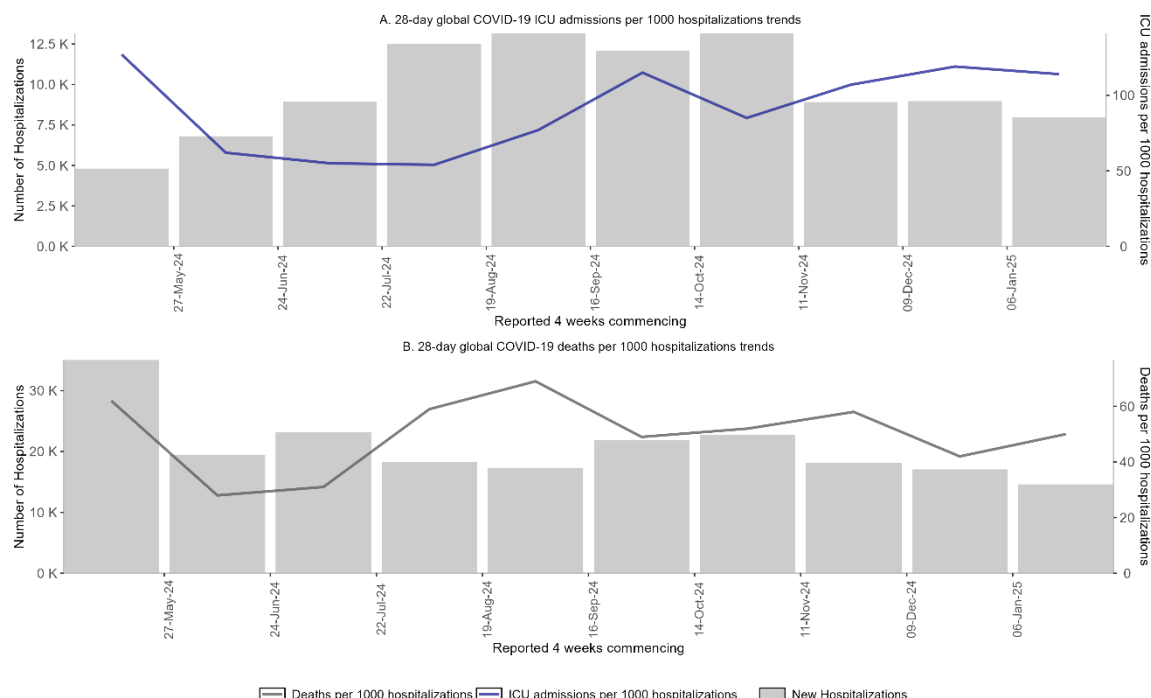 A. 28-day global COVID-19 ICU admissions per 1000 hospitalizations trends
Number of Hospitalizations
12.5 K
10.0 K
7.5 K
5.0 K
2.5 K
0.0 K
ICU admissions per 1000 hospitalizations
100
50
0
27-May-24
24-Jun-24
22-Jul-24
19-Aug-24
16-Sep-24
14-Oct-24
11-Nov-24
09-Dec-24
06-Jan-25
Reported 4 weeks commencing
B. 28-day global COVID-19 deaths per 1000 hospitalizations trends
Number of Hospitalizations
30 K
20 K
10 K
0 K
Deaths per 1000 hospitalizations
60
40
20
0
27-May-24
24-Jun-24
22-Jul-24
19-Aug-24
16-Sep-24
14-Oct-24
11-Nov-24
09-Dec-24
06-Jan-25
Reported 4 weeks commencing
Deaths per 1000 hospitalizations ICU admissions per 1000 hospitalizations New Hospitalizations